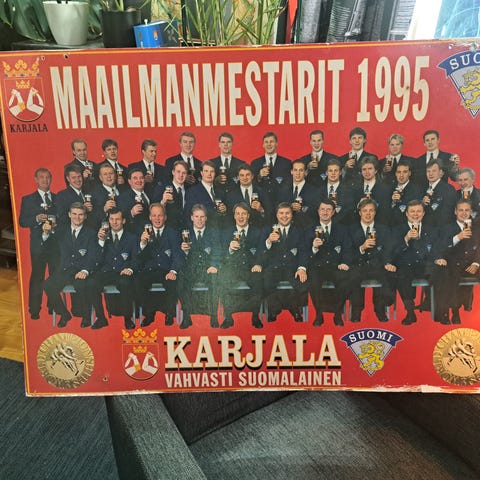 MAAILMANMESTARIT 1995
SUOMI
KARJALA
KARJALA
VAHVASTI SUOMALAINEN
SUOMI